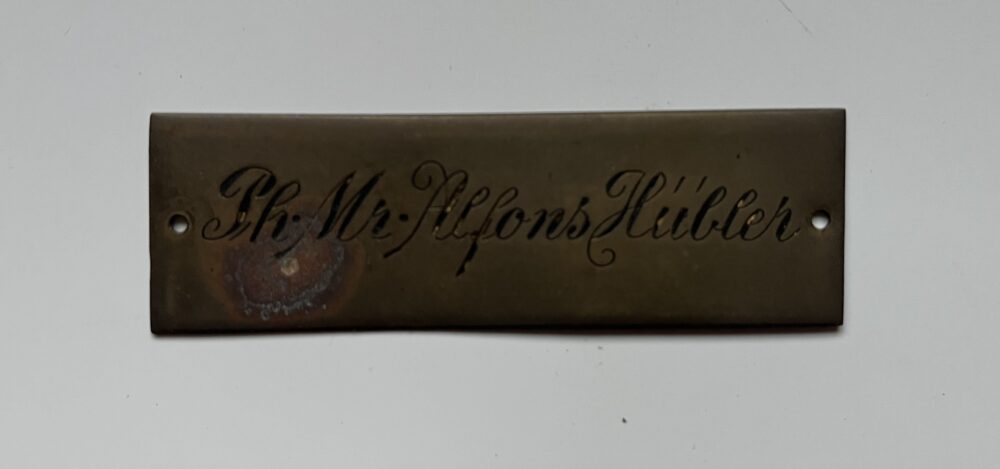 Ph. Mr. Alfons Hübler